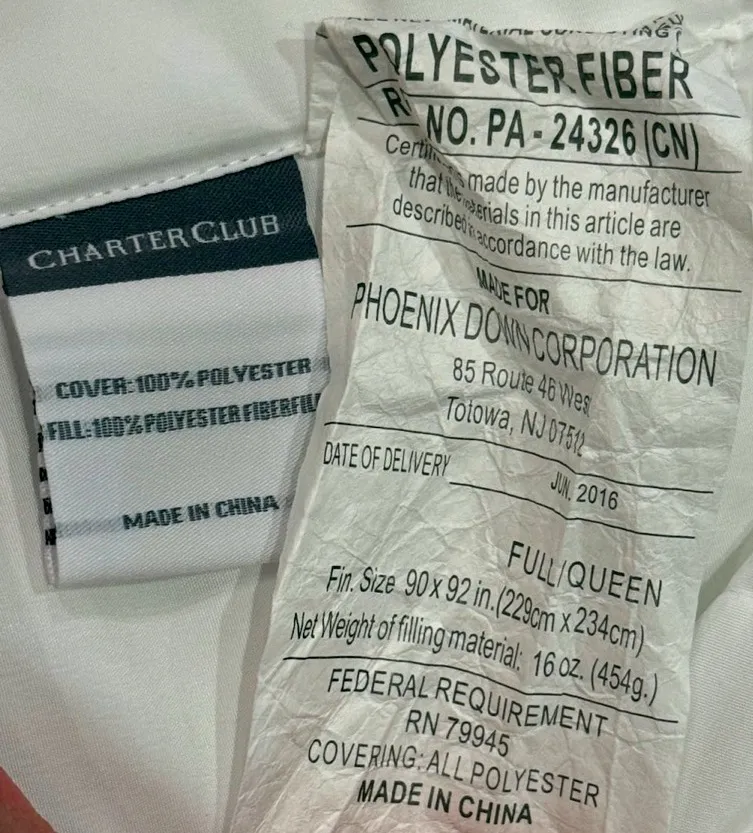 CHARTER CLUB
COVER: 100% POLYESTER
FILL: 100% POLYESTER FIBERFILL
MADE IN CHINA
POLYESTER FIBER
NO. PA - 24326 (CN)
made by the manufacturer
that the materials in this article are
described in accordance with the law.
MADE FOR
PHOENIX DOWN CORPORATION
85 Route 46 West
Totowa, NJ 07512
DATE OF DELIVERY
JUN. 2016
FULL/QUEEN
Fin. Size 90 x 92 in.(229cm x 234cm)
Net Weight of filling material: 16 oz. (454g.)
FEDERAL REQUIREMENT
RN 79945
COVERING: ALL POLYESTER
MADE IN CHINA